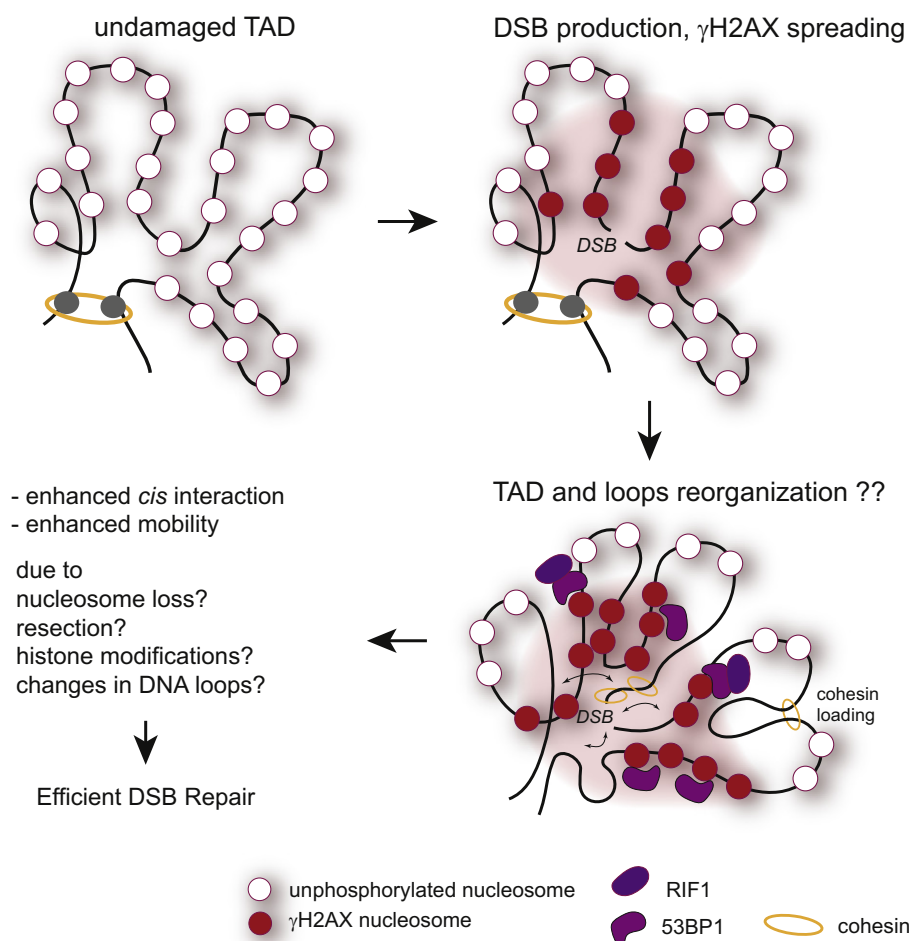 undamaged TAD
DSB production, γH2AX spreading
DSB
TAD and loops reorganization ??
- enhanced cis interaction
- enhanced mobility
due to
nucleosome loss?
resection?
histone modifications?
changes in DNA loops?
Efficient DSB Repair
DSB
cohesin
loading
unphosphorylated nucleosome
γH2AX nucleosome
RIF1
53BP1
cohesin